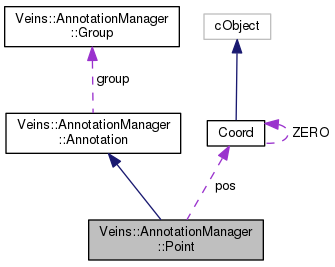 Veins::AnnotationManager
::Group
cObject
group
Veins::AnnotationManager
::Annotation
Coord
ZERO
pos
Veins::AnnotationManager
::Point